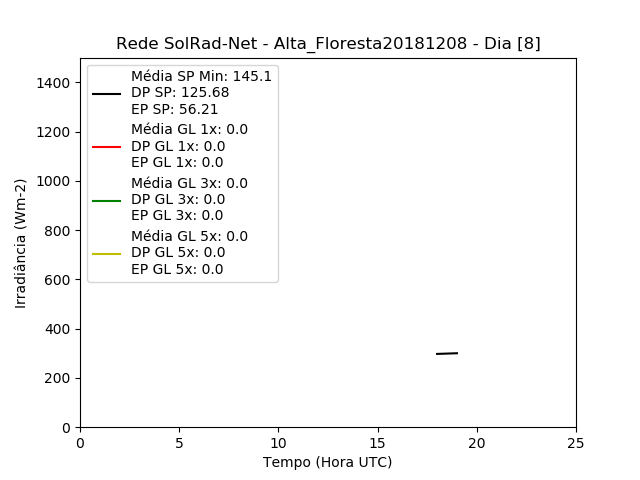 Rede SolRad-Net - Alta_Floresta20181208 - Dia [8]
Média SP Min: 145.1
DP SP: 125.68
EP SP: 56.21
Média GL 1x: 0.0
DP GL 1x: 0.0
EP GL 1x: 0.0
Média GL 3x: 0.0
DP GL 3x: 0.0
EP GL 3x: 0.0
Média GL 5x: 0.0
DP GL 5x: 0.0
EP GL 5x: 0.0
1400
1200
1000
800
600
400
200
0
Irradiância (Wm-2)
0 5 10 15 20 25
Tempo (Hora UTC)